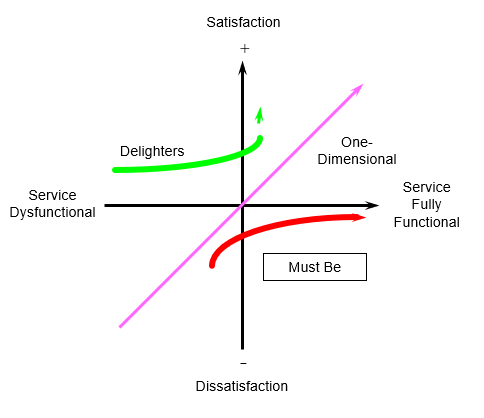 Satisfaction
+
Delighters
One-
Dimensional
Service
Dysfunctional
Service
Fully
Functional
Must Be
-
Dissatisfaction